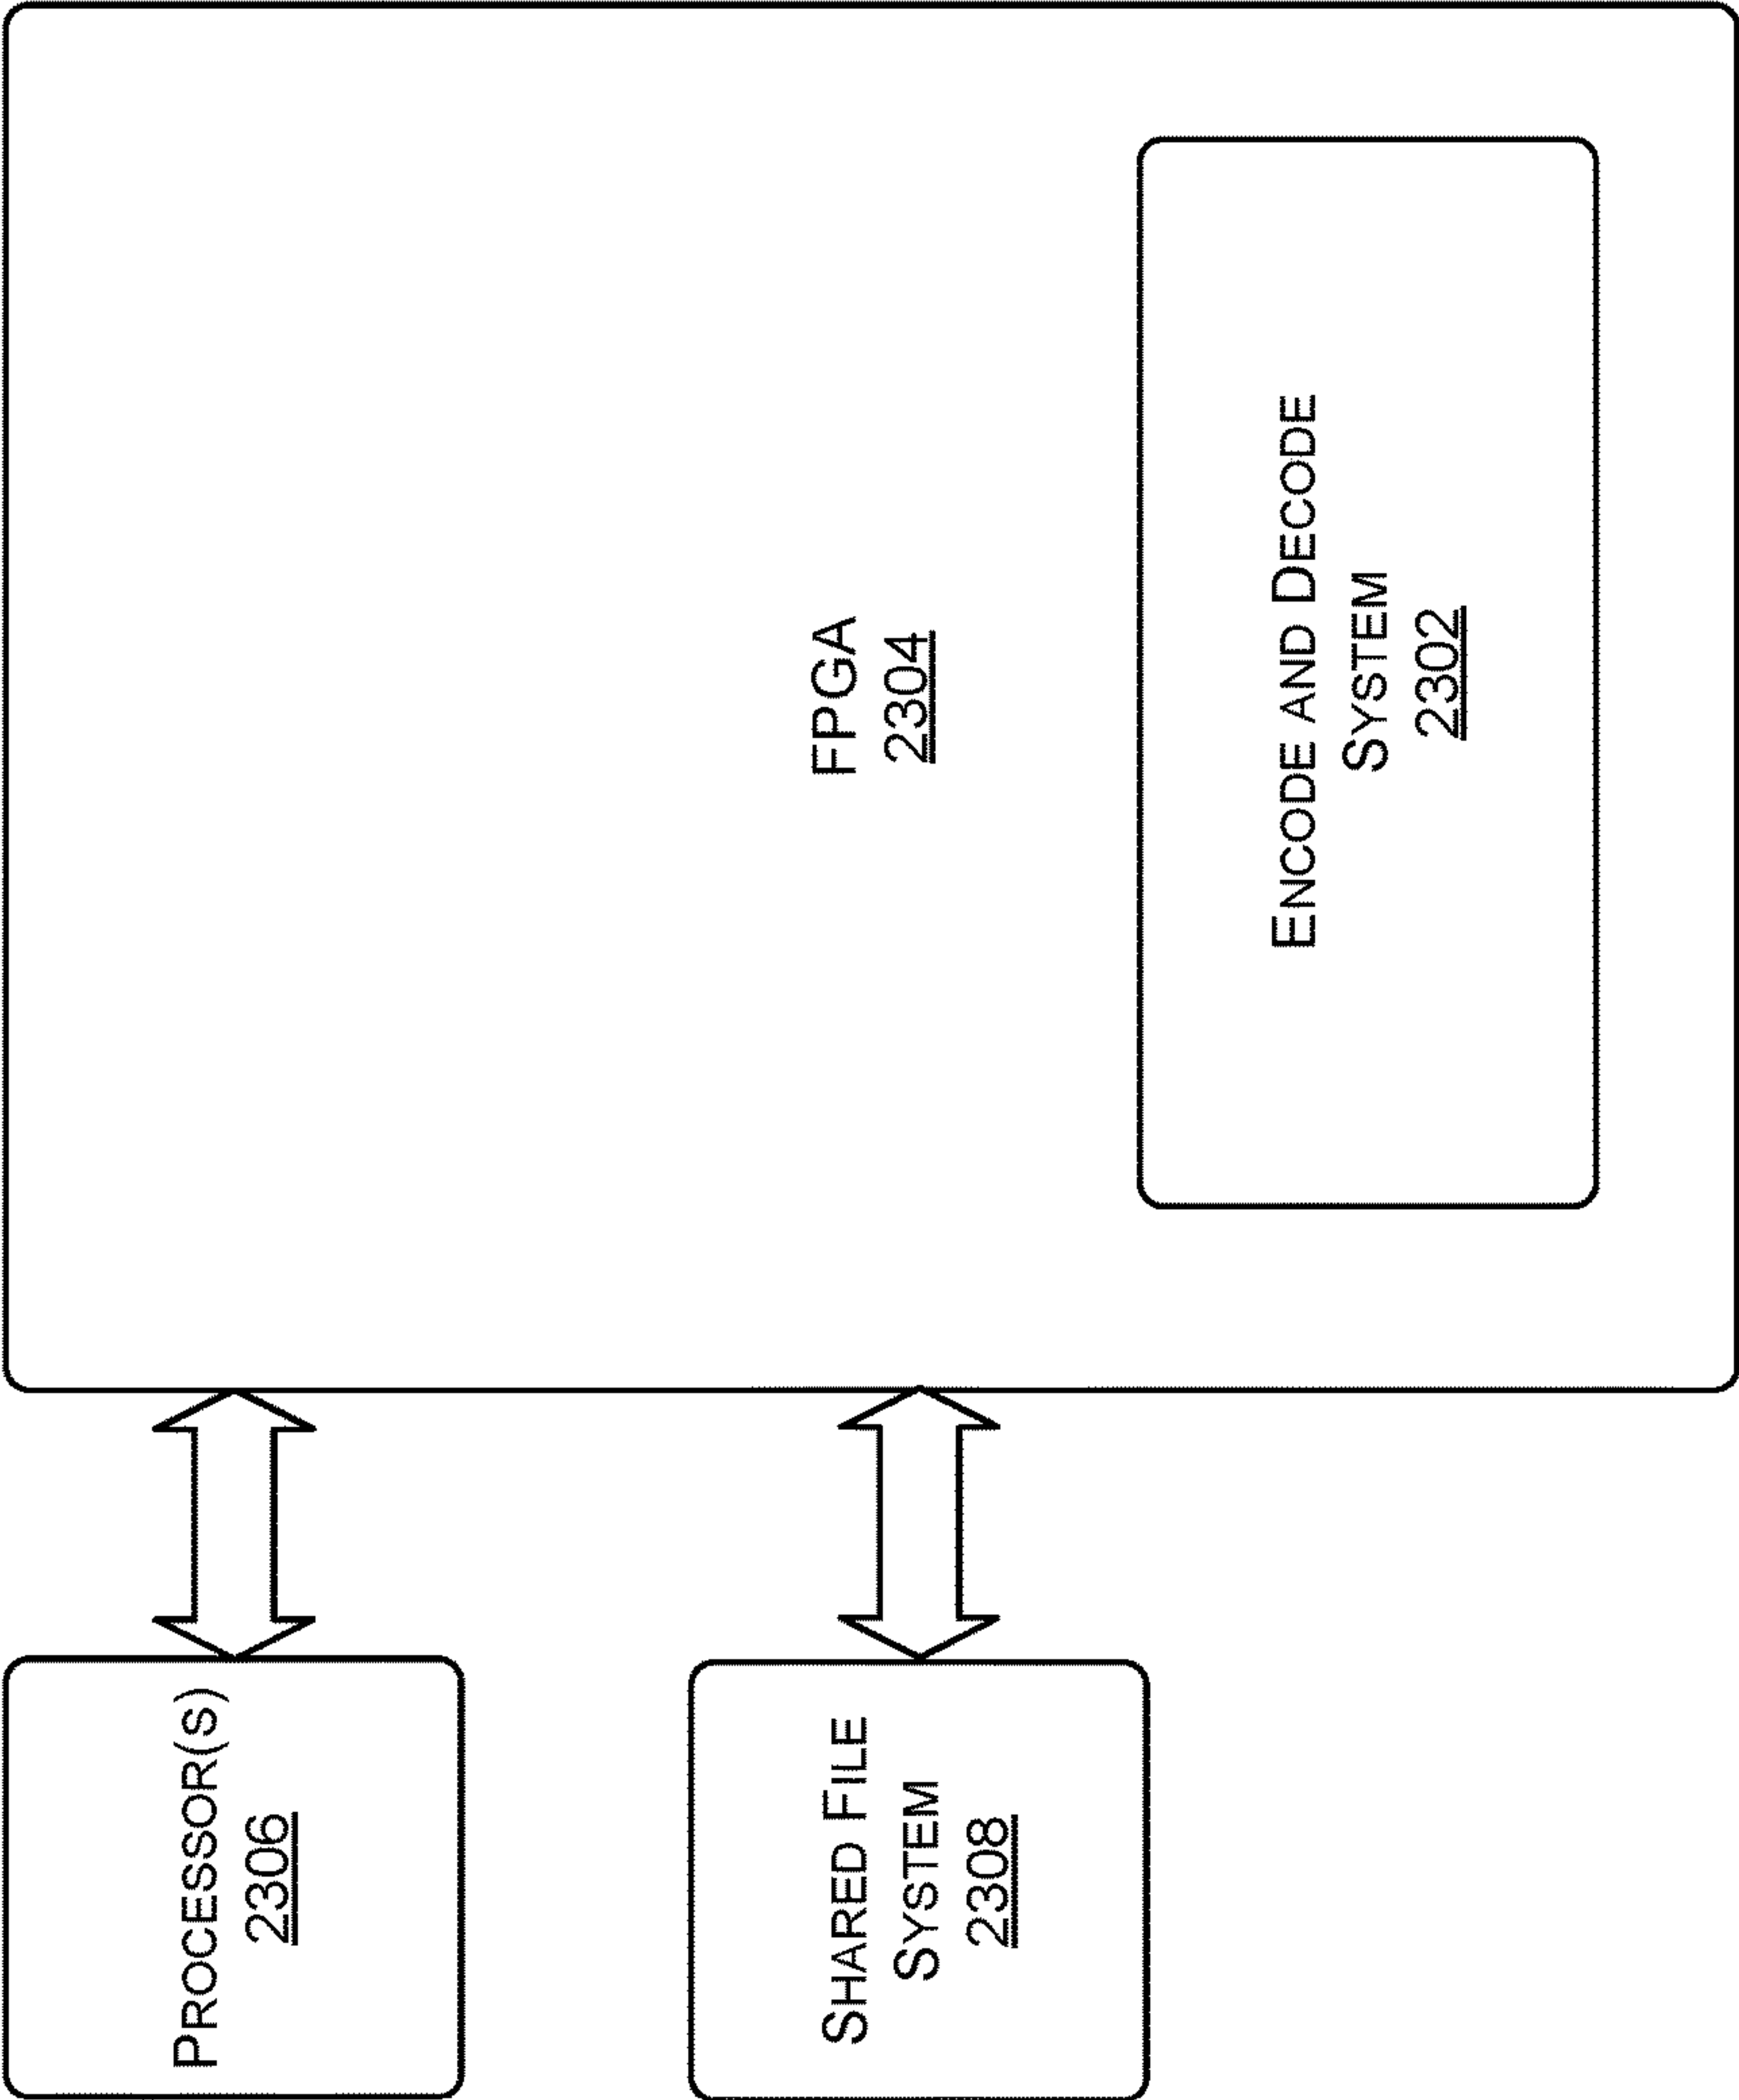 PROCESSOR(S)
2306
SHARED FILE
SYSTEM
2308
FPGA
2304
ENCODE AND DECODE
SYSTEM
2302